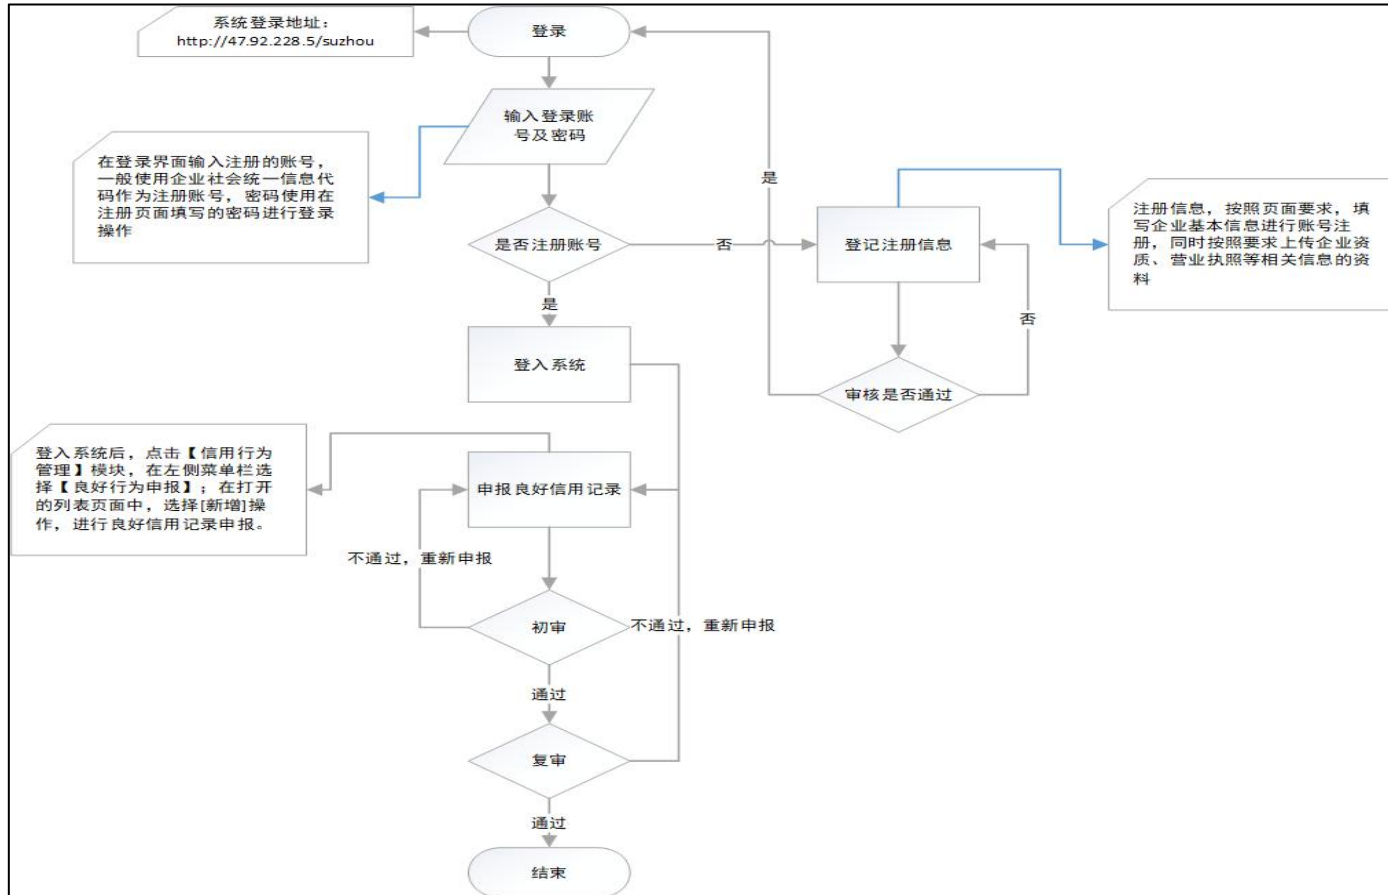 系统登录地址：
http://47.92.228.5/suzhou
登录
输入登录账
号及密码
在登录界面输入注册的账号，
一般使用企业社会统一信息代
码作为注册账号，密码使用在
注册页面填写的密码进行登录
操作
是
是否注册账号
否
登记注册信息
注册信息，按照页面要求，填
写企业基本信息进行账号注
册，同时按照要求上传企业资
质、营业执照等相关信息的资
料
是
否
登入系统
审核是否通过
登入系统后，点击【信用行为
管理】模块，在左侧菜单栏选
择【良好行为申报】；在打开
的列表页面中，选择[新增]操
作，进行良好信用记录申报。
申报良好信用记录
不通过，重新申报
初审
不通过，重新申报
通过
复审
通过
结束